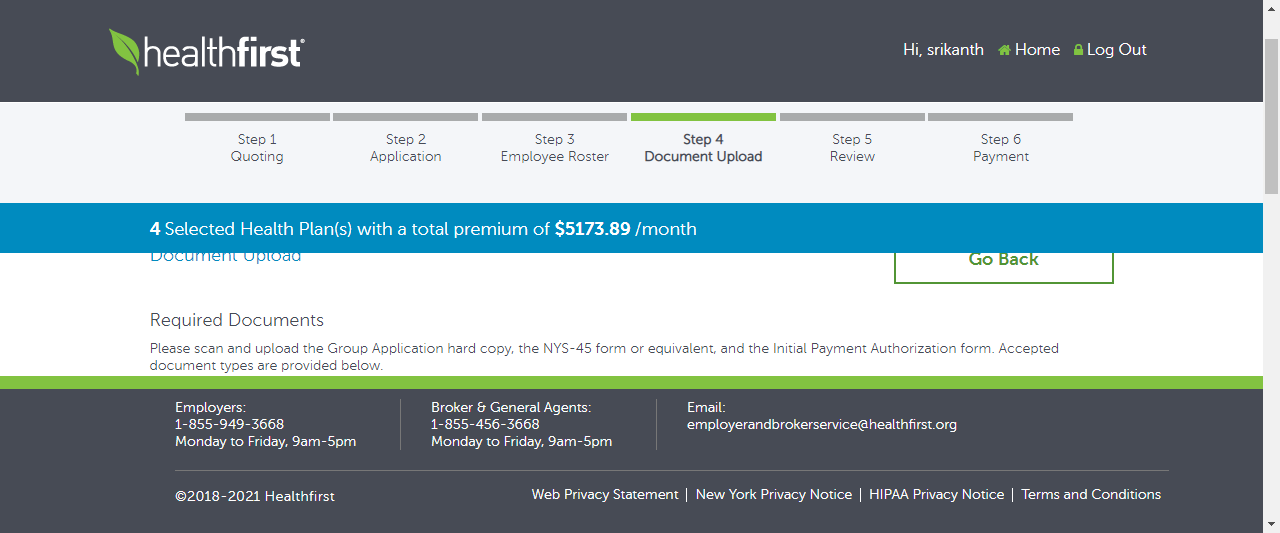 healthfirst®
Hi, srikanth Home Log Out
Step 1
Quoting
Step 2
Application
Step 3
Employee Roster
Step 4
Document Upload
Step 5
Review
Step 6
Payment
4 Selected Health Plan(s) with a total premium of $5173.89 /month
Document Upload
Go Back
Required Documents
Please scan and upload the Group Application hard copy, the NYS-45 form or equivalent, and the Initial Payment Authorization form. Accepted
document types are provided below.
Employers:
1-855-949-3668
Monday to Friday, 9am-5pm
Broker & General Agents:
1-855-456-3668
Monday to Friday, 9am-5pm
Email:
employerandbrokerservice@healthfirst.org
©2018-2021 Healthfirst
Web Privacy Statement | New York Privacy Notice | HIPAA Privacy Notice | Terms and Conditions